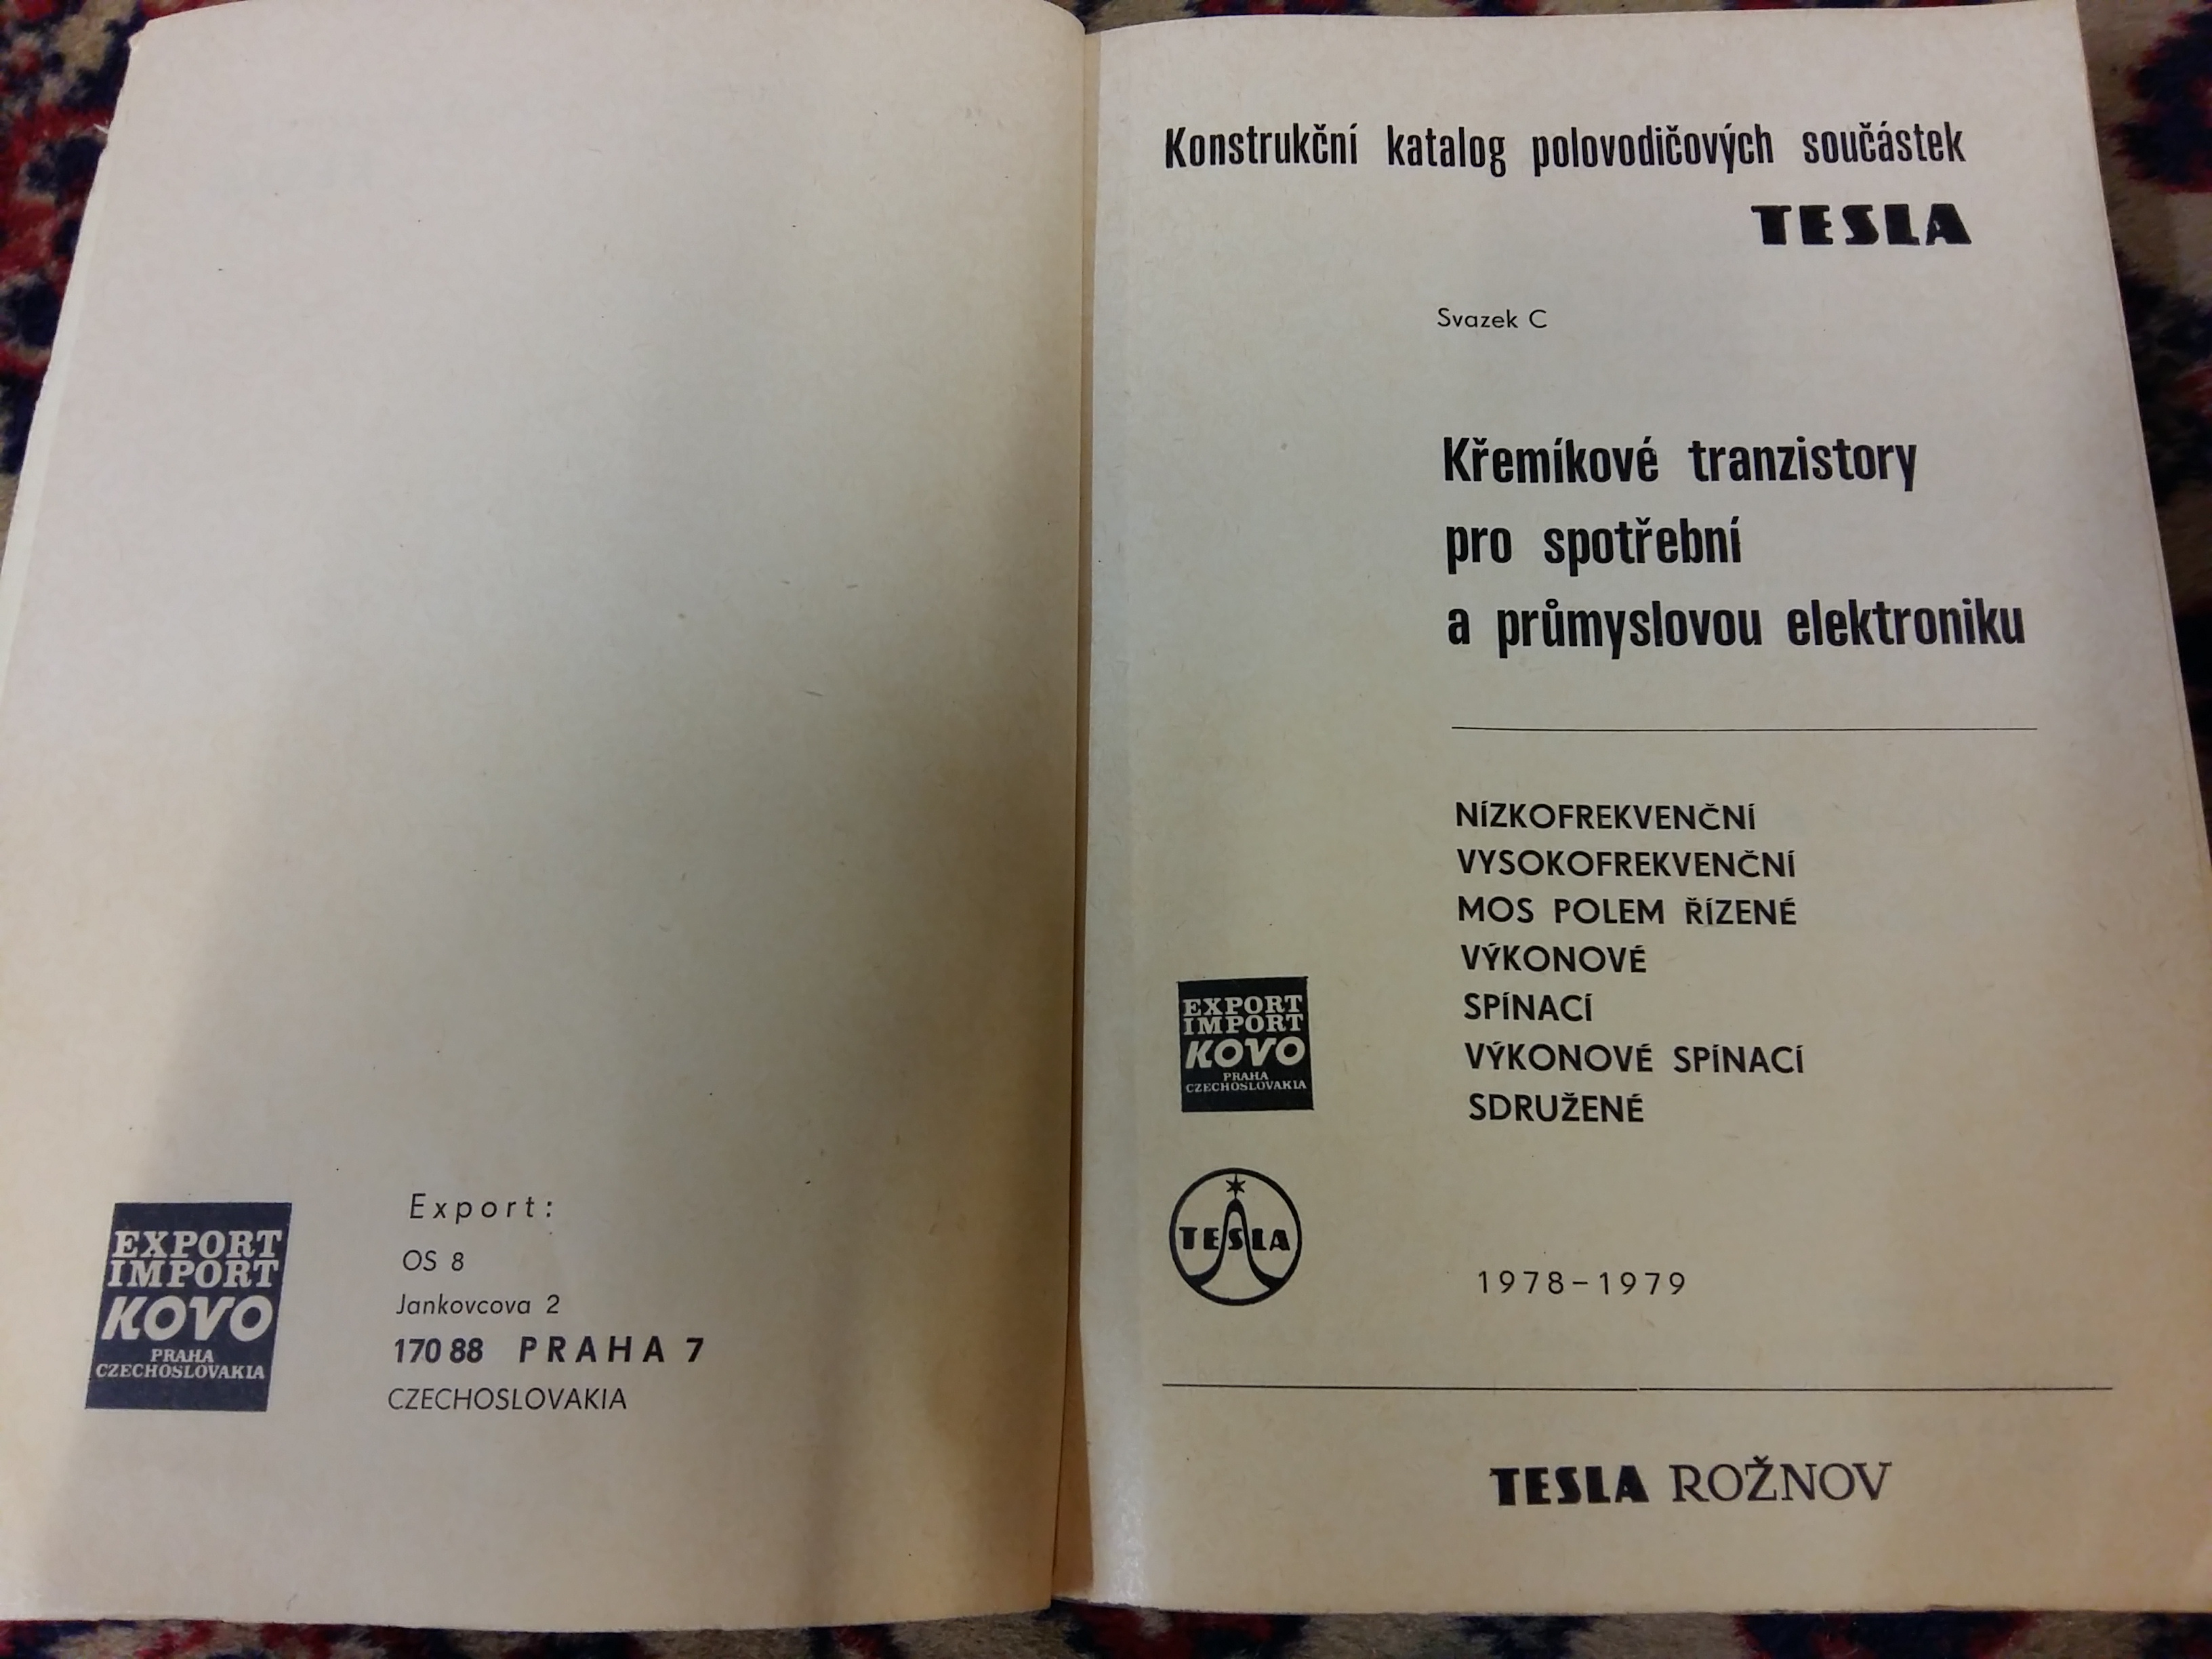 EXPORT
IMPORT
KOVO
PRAHA
CZECHOSLOVAKIA
Export:
OS 8
Jankovcova 2
170 88 PRAHA 7
CZECHOSLOVAKIA
Konstrukční katalog polovodičových součástek
TESLA
Svazek C
Křemíkové tranzistory
pro spotřební
a průmyslovou elektroniku
NÍZKOFREKVENČNÍ
VYSOKOFREKVENČNÍ
MOS POLEM ŘÍZENÉ
VÝKONOVÉ
SPÍNACÍ
VÝKONOVÉ SPÍNACÍ
SDRUŽENÉ
EXPORT
IMPORT
KOVO
PRAHA
CZECHOSLOVAKIA
TESLA
1978–1979
TESLA ROŽNOV